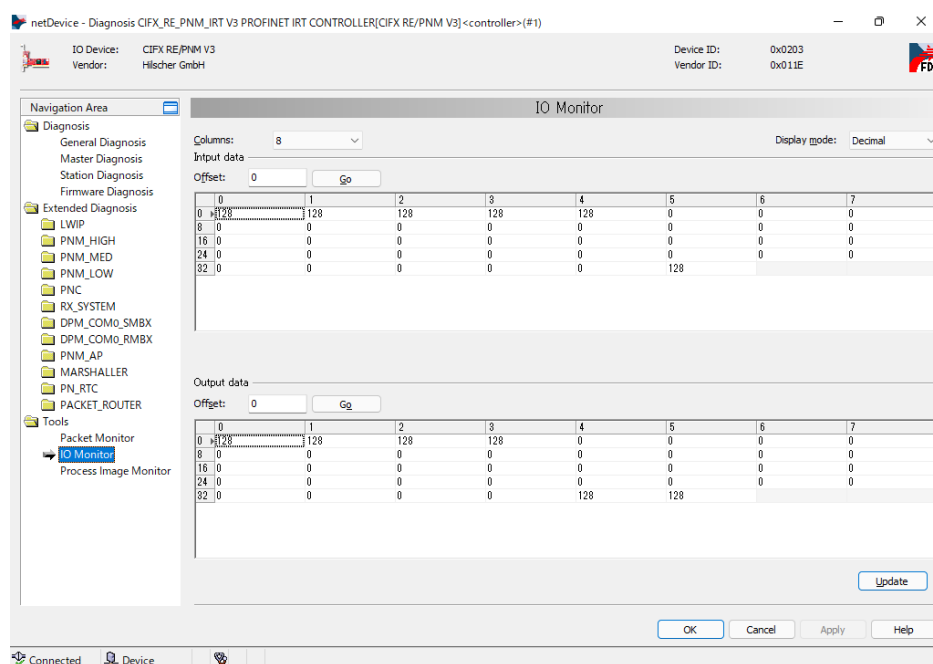 netDevice - Diagnosis CIFX_RE_PNM_IRT V3 PROFINET IRT CONTROLLER[CIFX RE/PNM V3]<controller>(#1)
IO Device: CIFX RE/PNM V3 Device ID: 0x0203
Vendor: Hilscher GmbH Vendor ID: 0x011E
FD
Navigation Area
Diagnosis
General Diagnosis
Master Diagnosis
Station Diagnosis
Firmware Diagnosis
Extended Diagnosis
LWIP
PNM_HIGH
PNM_MED
PNM_LOW
PNC
RX_SYSTEM
DPM_COM0_SMBX
DPM_COM0_RMBX
PNM_AP
MARSHALLER
PN_RTC
PACKET_ROUTER
Tools
Packet Monitor
IO Monitor
Process Image Monitor
IO Monitor
Columns: 8 Display mode: Decimal
Intput data
Offset: 0 Go
0 1 2 3 4 5 6 7
0 128 128 128 128 128 0 0 0
8 0 0 0 0 0 0 0 0
16 0 0 0 0 0 0 0 0
24 0 0 0 0 0 0 0 0
32 0 0 0 0 0 128
Output data
Offset: 0 Go
0 1 2 3 4 5 6 7
0 128 128 128 128 0 0 0 0
8 0 0 0 0 0 0 0 0
16 0 0 0 0 0 0 0 0
24 0 0 0 0 0 0 0 0
32 0 0 0 0 128 128
Update
OK Cancel Apply Help
Connected Device